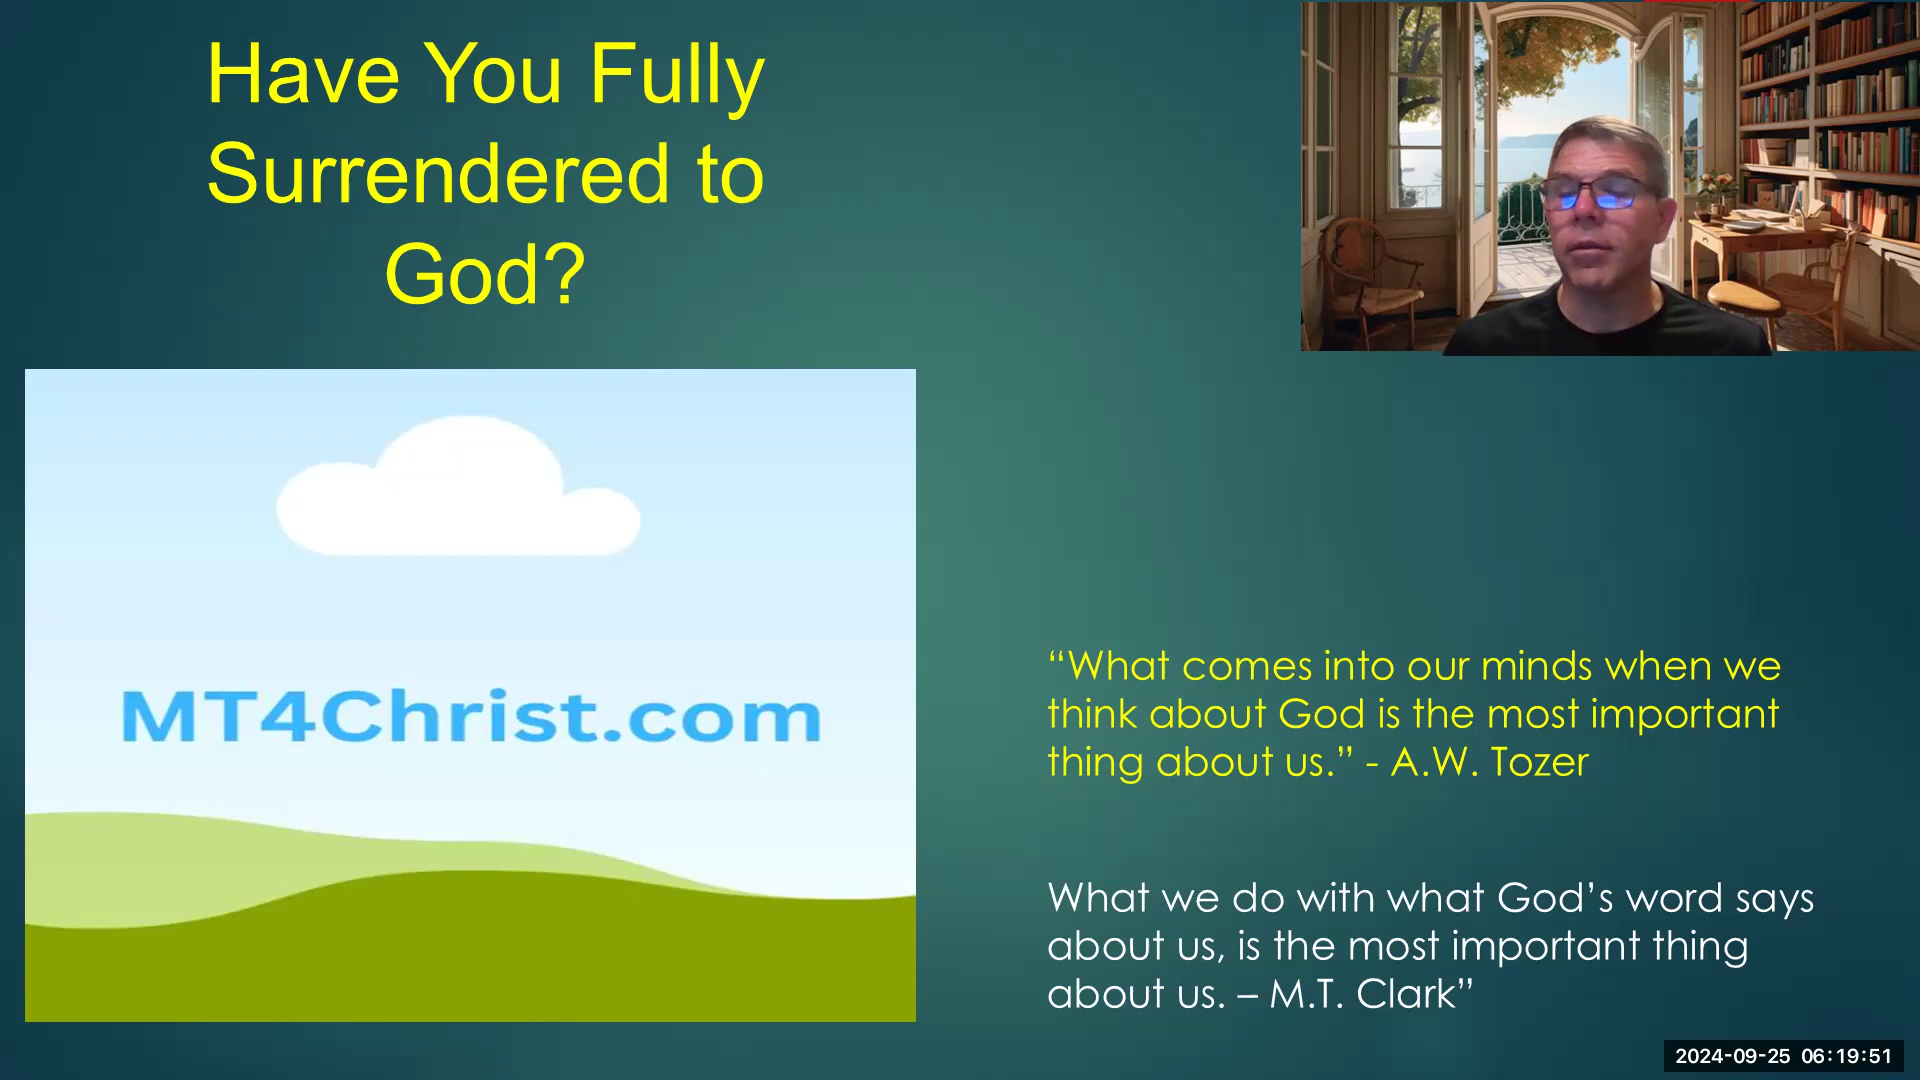 Have You Fully
Surrendered to
God?
MT4Christ.com
“What comes into our minds when we
think about God is the most important
thing about us.” - A.W. Tozer
What we do with what God’s word says
about us, is the most important thing
about us. – M.T. Clark”
2024-09-25 06:19:51